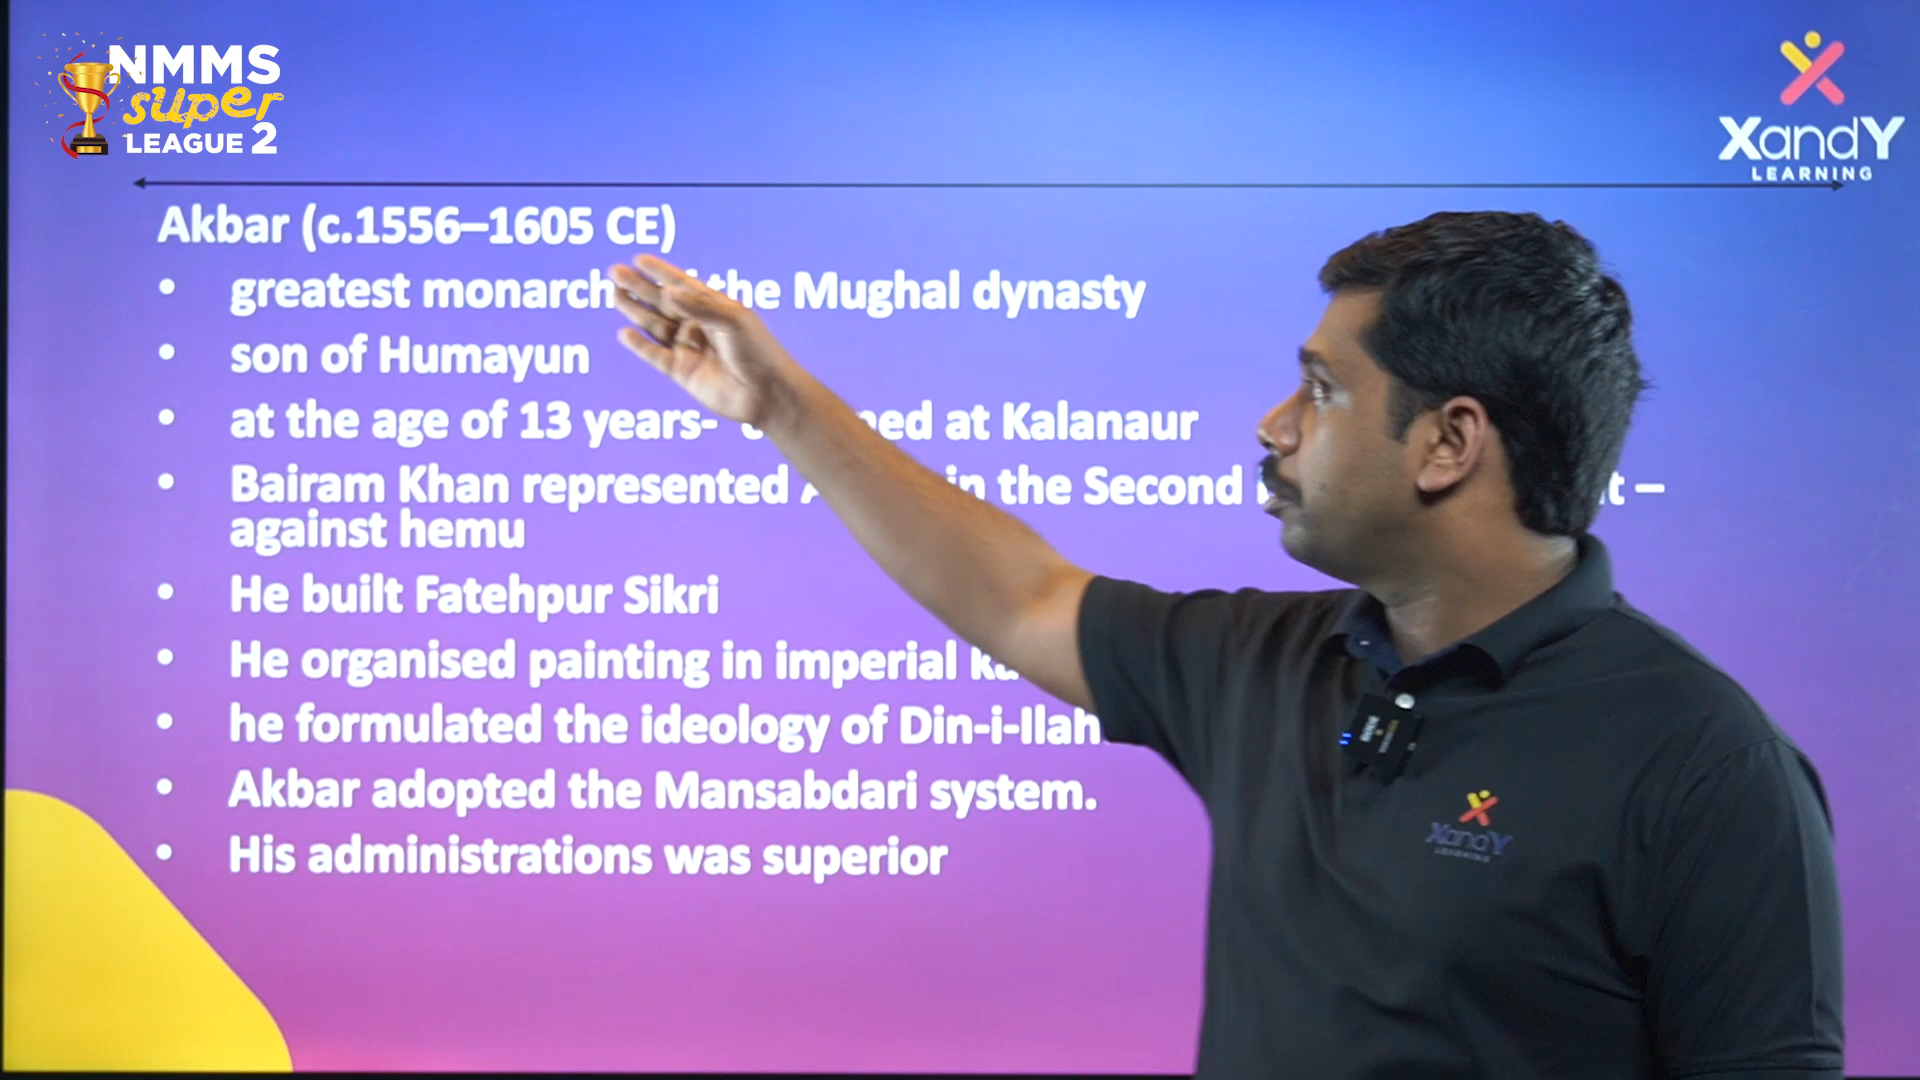 NMMS
super
LEAGUE 2
XandY
LEARNING
Akbar (c.1556–1605 CE)
• greatest monarch the Mughal dynasty
• son of Humayun
• at the age of 13 years- at Kalanaur
• Bairam Khan represented in the Second –
against hemu
• He built Fatehpur Sikri
• He organised painting in imperial
• he formulated the ideology of Din-i-Ilah
• Akbar adopted the Mansabdari system.
• His administrations was superior
XandY
LEARNING